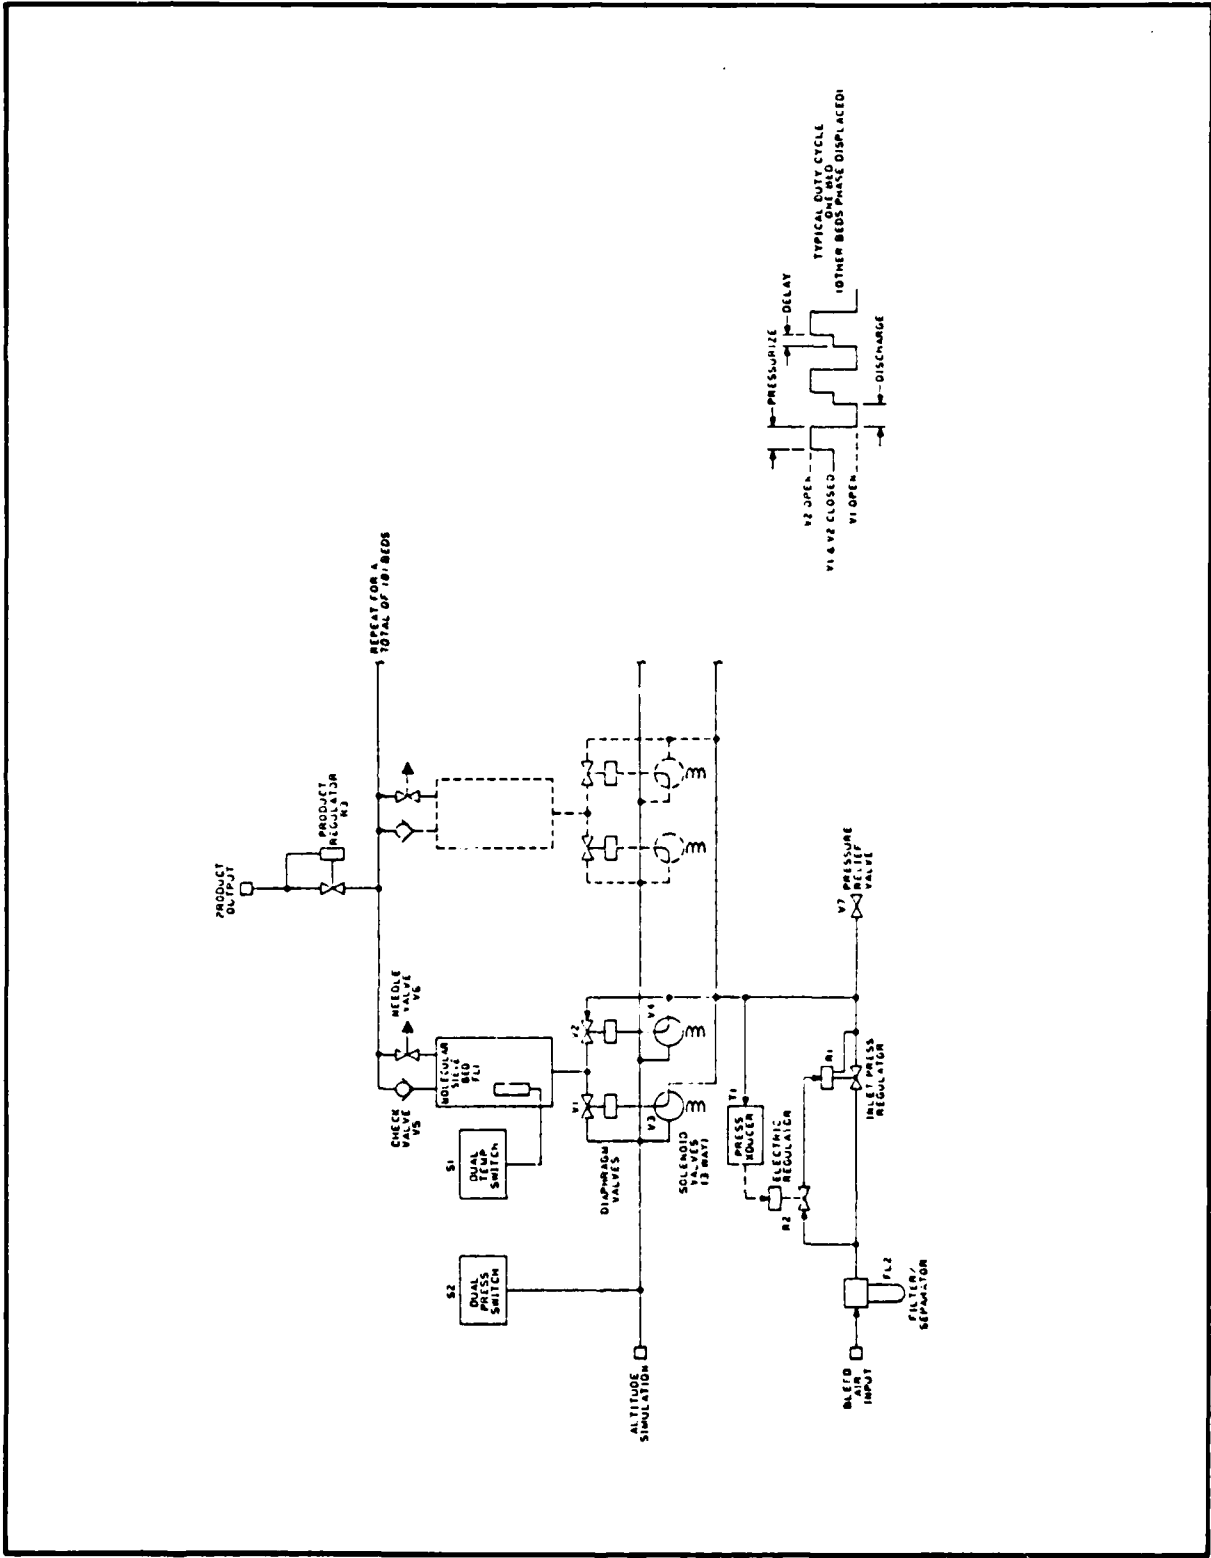 PRODUCT
OUTPUT
PRODUCT
REGULATOR
R3
REPEAT FOR A
TOTAL OF (8) BEDS
CHECK
VALVE
V5
NEEDLE
VALVE
V6
MOLECULAR
SIEVE
BED
FL1
S1
DUAL
TEMP
SWITCH
S2
DUAL
PRESS
SWITCH
V1
V2
DIAPHRAGM
VALVES
V3
V4
SOLENOID
VALVES
(3 WAY)
ALTITUDE
SIMULATION
T1
PRESS
XDUCER
ELECTRIC
REGULATOR
R2
R1
INLET PRESS
REGULATOR
V7 PRESSURE
RELIEF
VALVE
BLEED
AIR
INPUT
FL2
FILTER/
SEPARATOR
PRESSURIZE
DELAY
V2 OPEN
V1 & V2 CLOSED
V1 OPEN
DISCHARGE
TYPICAL DUTY CYCLE
ONE BED
(OTHER BEDS PHASE DISPLACED)